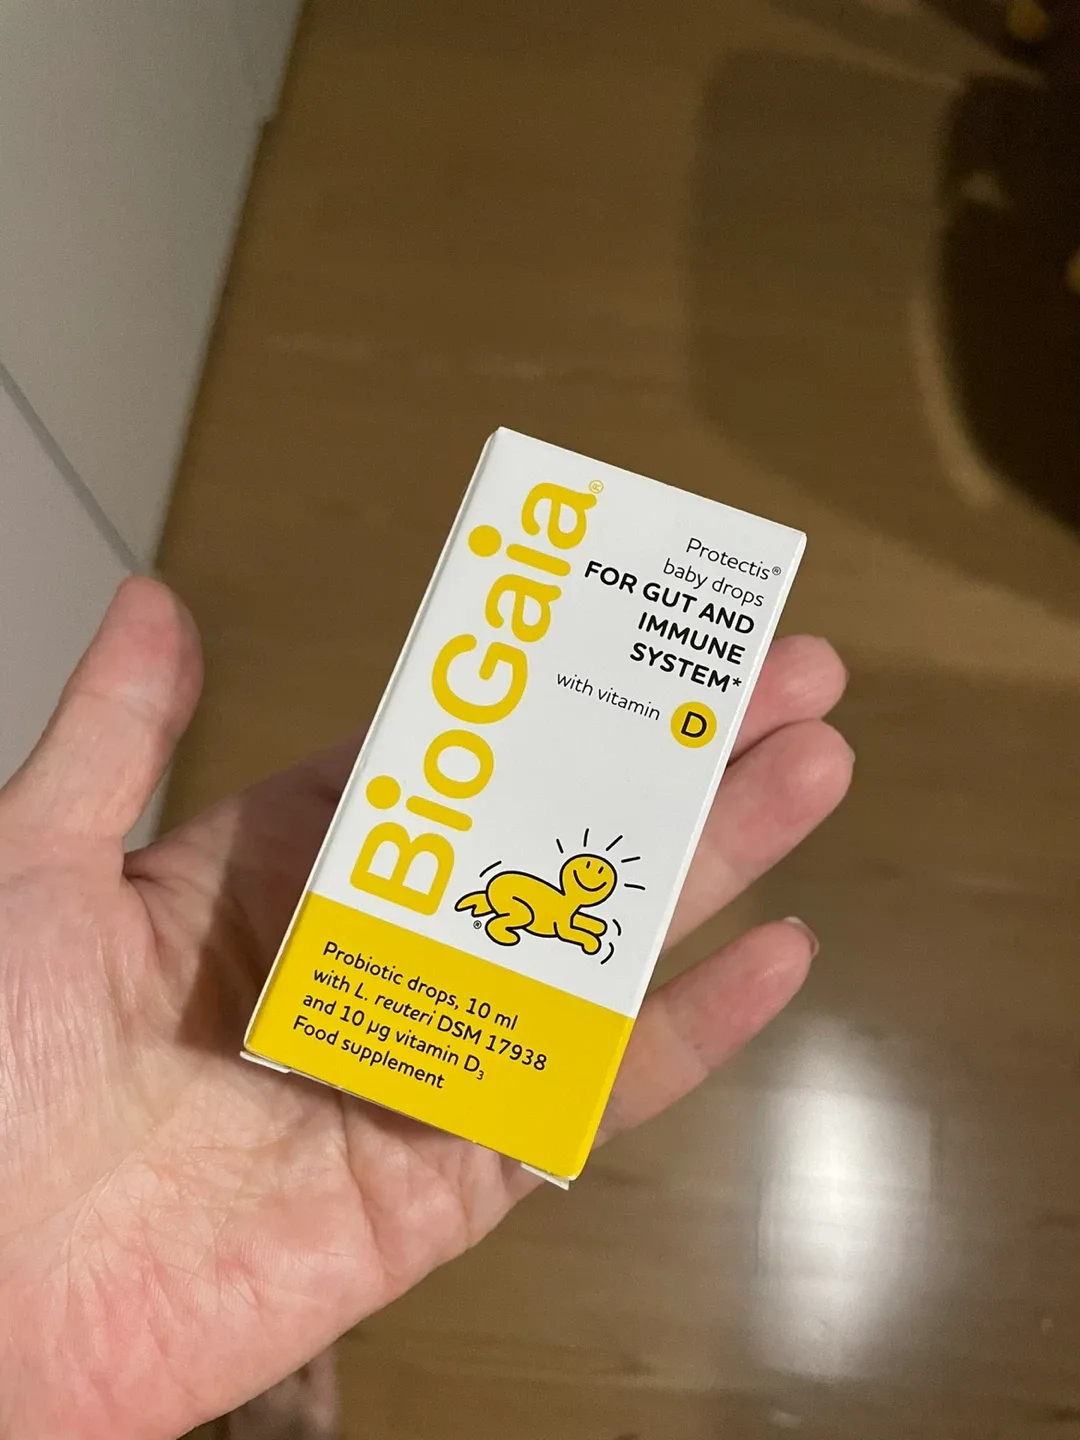 BioGaia®
Protectis®
baby drops
FOR GUT AND
IMMUNE
SYSTEM*
with vitamin D
®
Probiotic drops, 10 ml
with L. reuteri DSM 17938
and 10 µg vitamin D₃
Food supplement